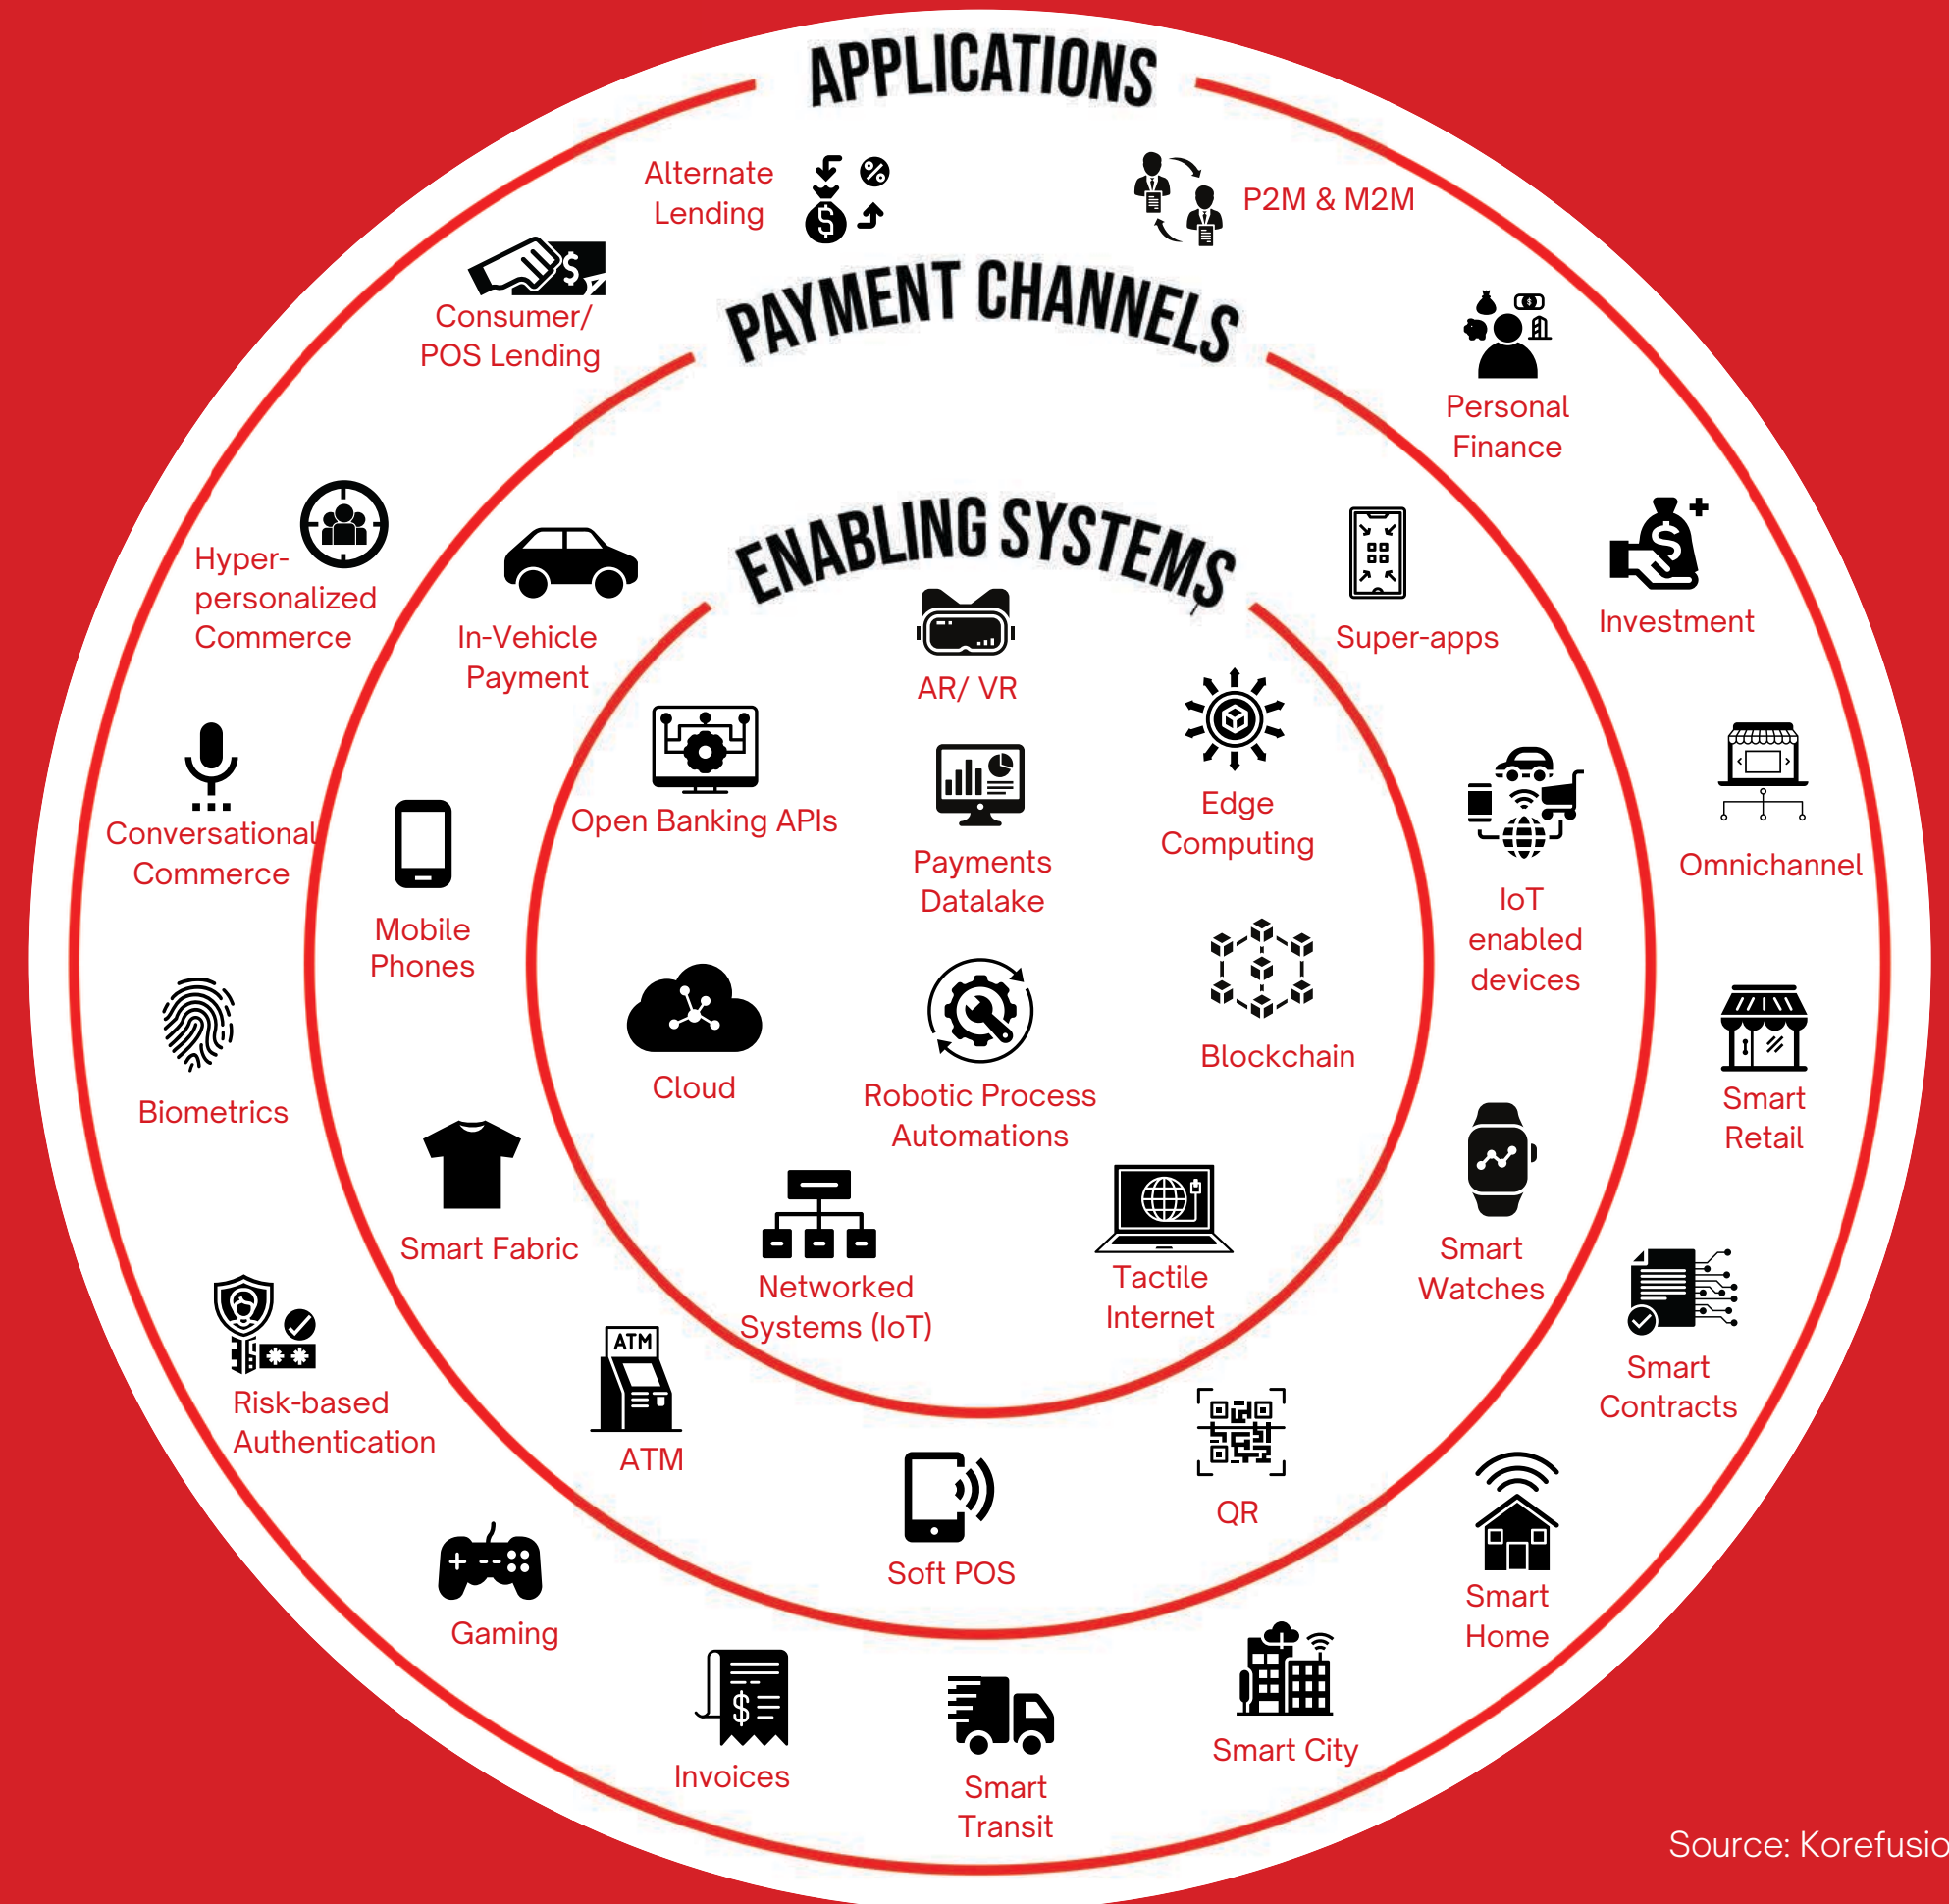 APPLICATIONS
Alternate
Lending
P2M & M2M
Consumer/
POS Lending
PAYMENT CHANNELS
Personal
Finance
Hyper-
personalized
Commerce
In-Vehicle
Payment
ENABLING SYSTEMS
Super-apps
Investment
AR/ VR
Open Banking APIs
Edge
Computing
Payments
Datalake
Conversational
Commerce
Mobile
Phones
IoT
enabled
devices
Omnichannel
Cloud
Robotic Process
Automations
Blockchain
Biometrics
Smart
Retail
Smart Fabric
Networked
Systems (IoT)
Tactile
Internet
Smart
Watches
Smart
Contracts
Risk-based
Authentication
ATM
ATM
QR
Soft POS
Gaming
Smart
Home
Invoices
Smart
Transit
Smart City
Source: Korefusio